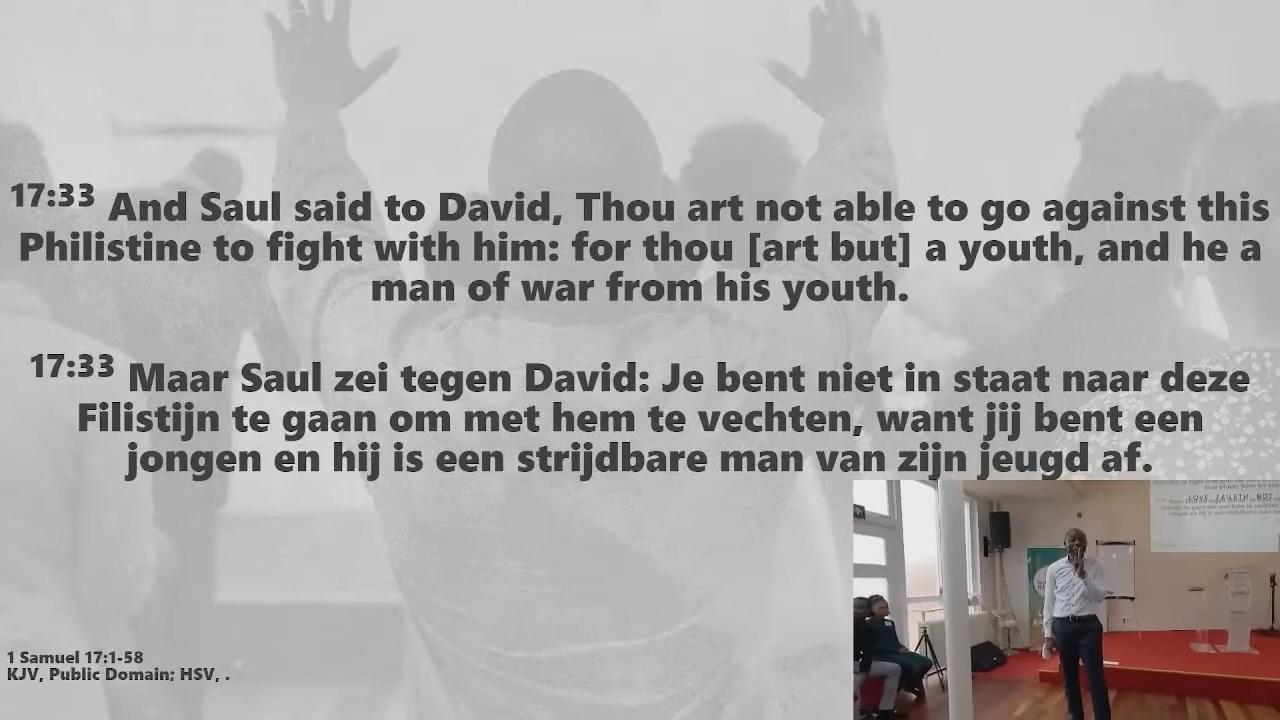 17:33 And Saul said to David, Thou art not able to go against this
Philistine to fight with him: for thou [art but] a youth, and he a
man of war from his youth.
17:33 Maar Saul zei tegen David: Je bent niet in staat naar deze
Filistijn te gaan om met hem te vechten, want jij bent een
jongen en hij is een strijdbare man van zijn jeugd af.
LOVE FAILETH NOT
1 Samuel 17:1-58
KJV, Public Domain; HSV, .